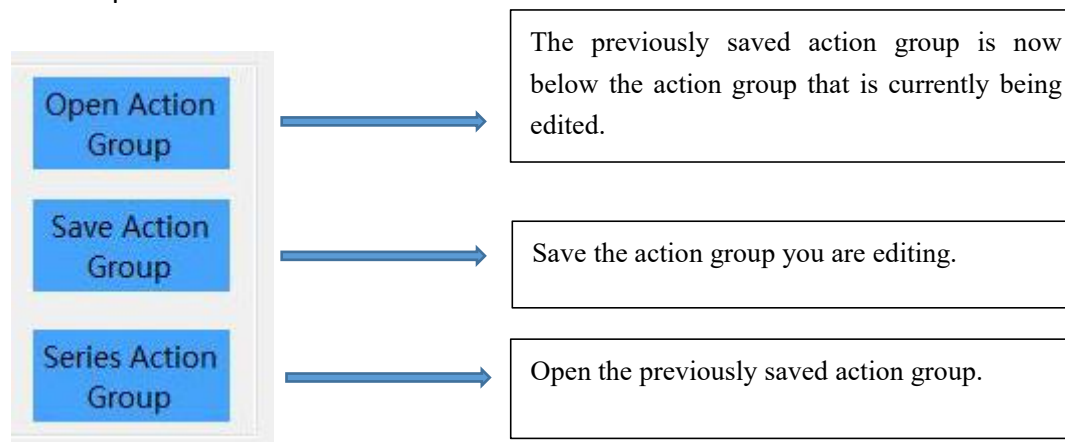 Open Action
Group
The previously saved action group is now
below the action group that is currently being
edited.
Save Action
Group
Save the action group you are editing.
Series Action
Group
Open the previously saved action group.